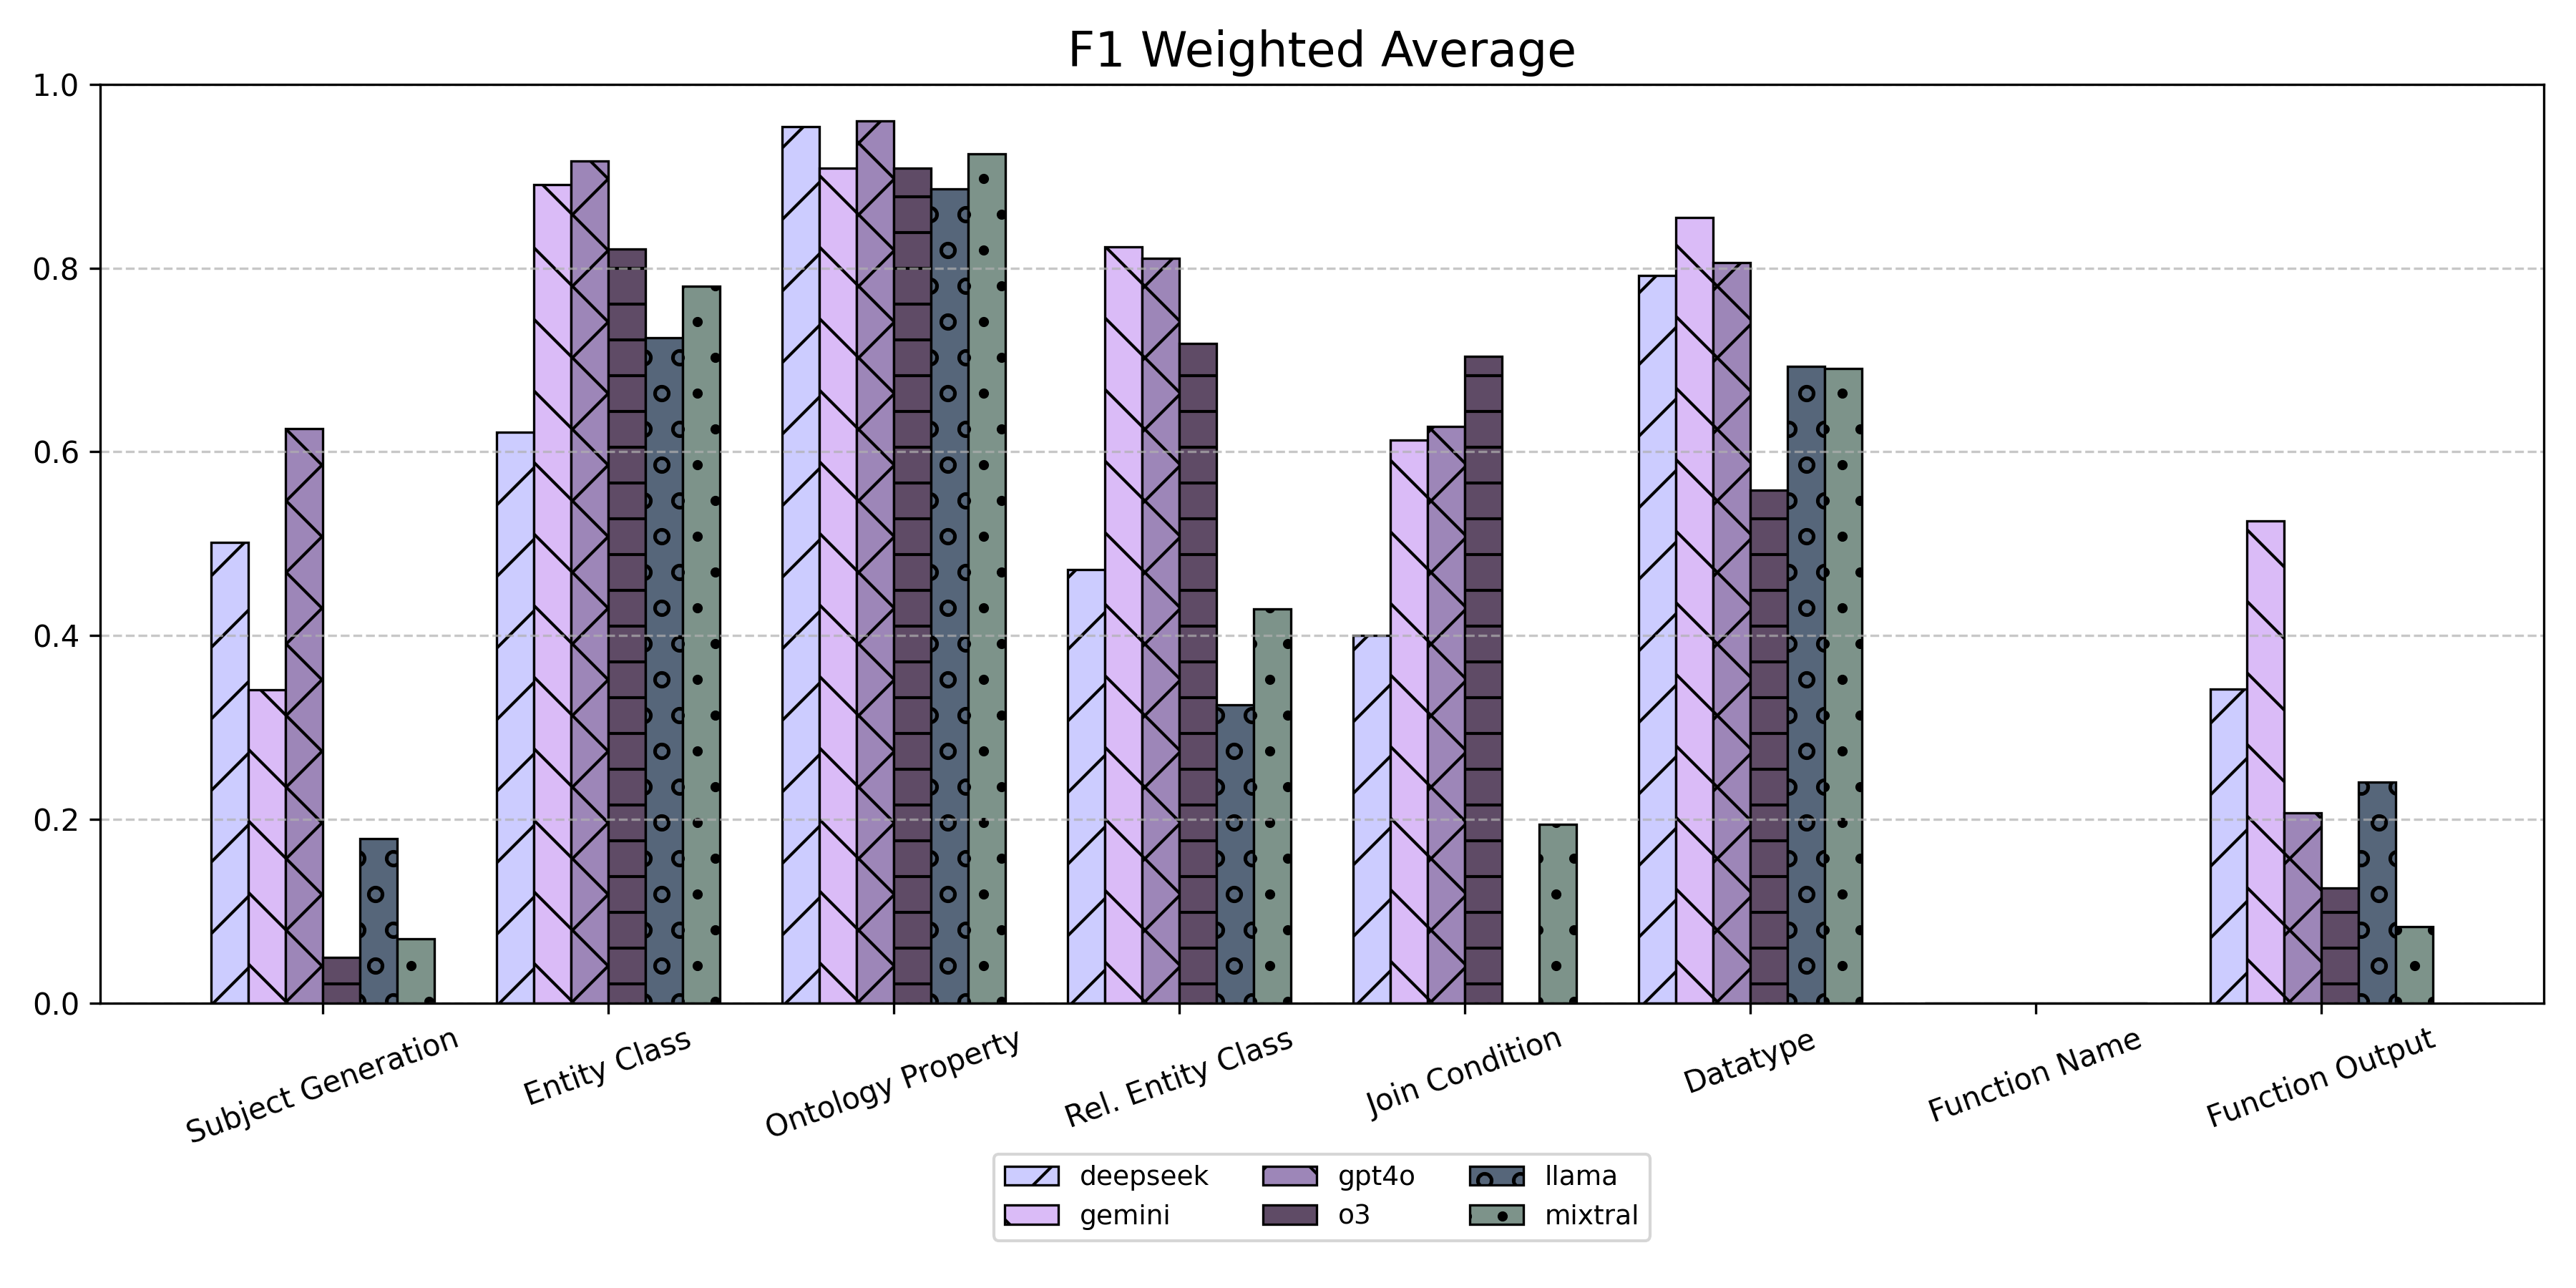 F1 Weighted Average
1.0
0.8
0.6
0.4
0.2
0.0
Subject Generation
Entity Class
Ontology Property
Rel. Entity Class
Join Condition
Datatype
Function Name
Function Output
deepseek
gemini
gpt4o
o3
llama
mixtral